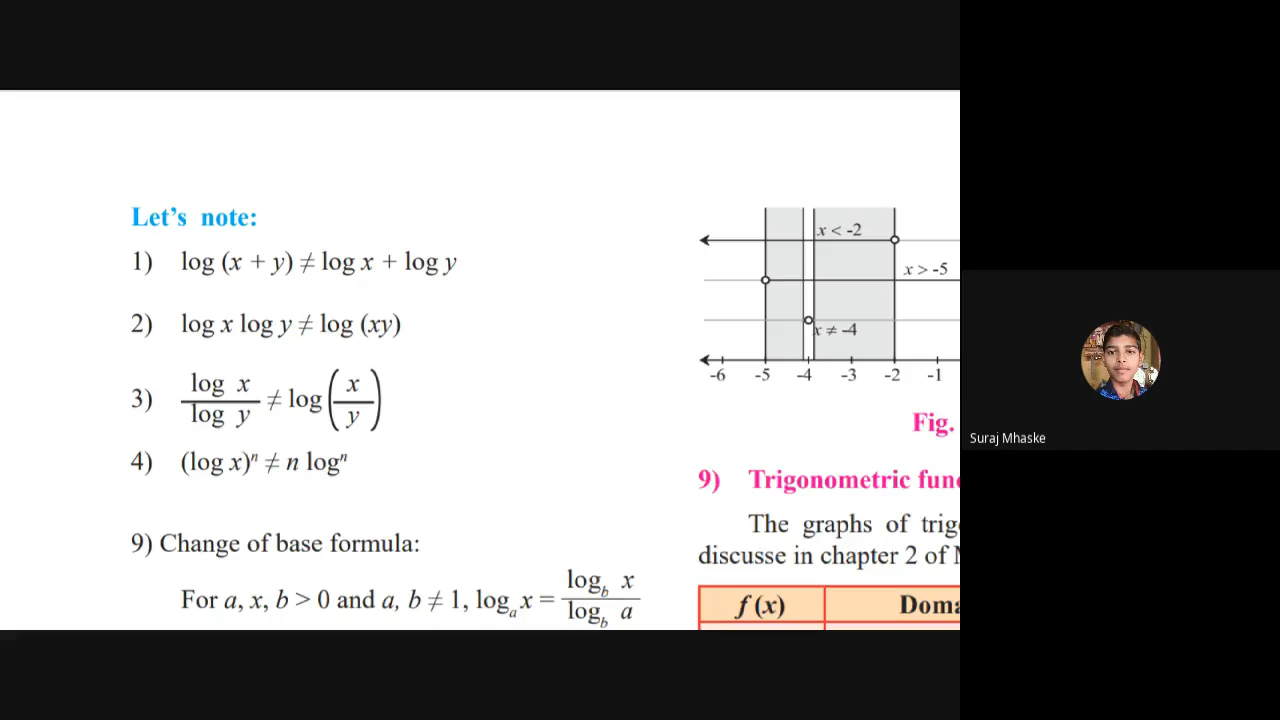 Let's note:
1) log (x + y) ≠ log x + log y
2) log x log y ≠ log (xy)
3) log x / log y ≠ log (x/y)
4) (log x)ⁿ ≠ n logⁿ
9) Change of base formula:
For a, x, b > 0 and a, b ≠ 1, logₐ x = log_b x / log_b a
x < -2
x > -5
x ≠ -4
-6 -5 -4 -3 -2 -1
Fig.
9) Trigonometric func
The graphs of trig
discusse in chapter 2 of
f (x) Doma
Suraj Mhaske